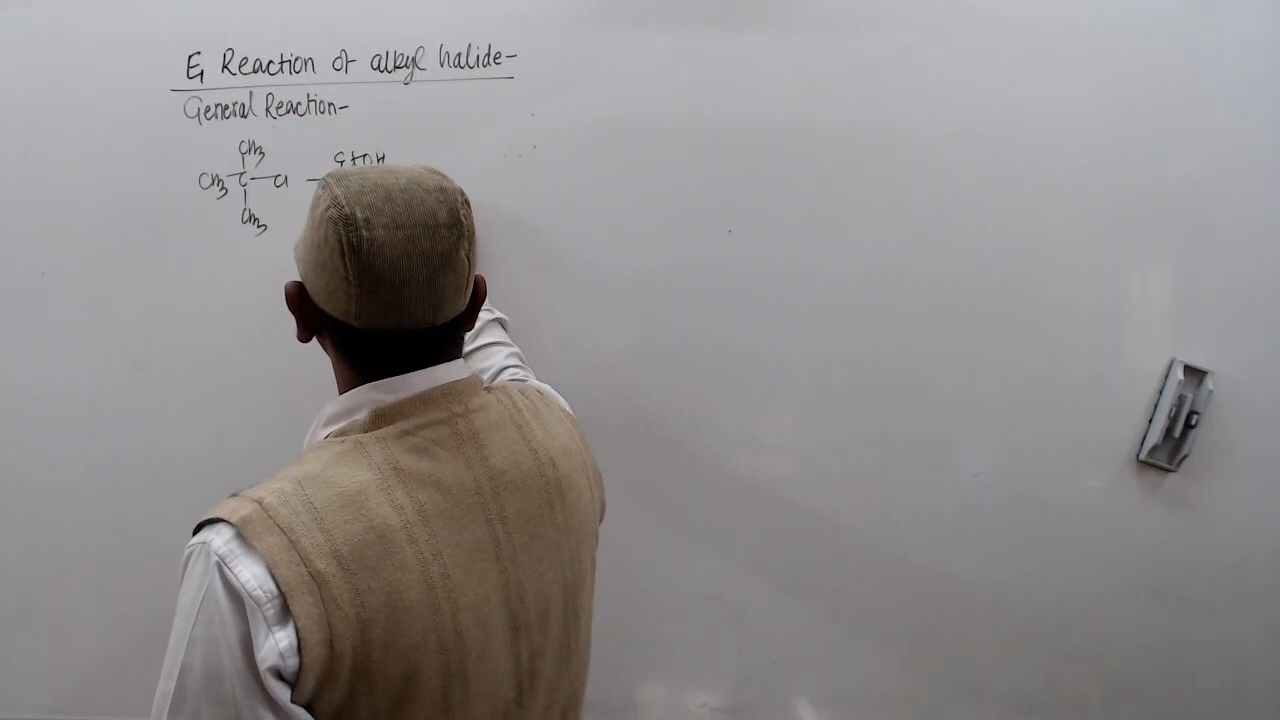 E1 Reaction of alkyl halide-
General Reaction-
CH3
CH3-C-Cl —
CH3